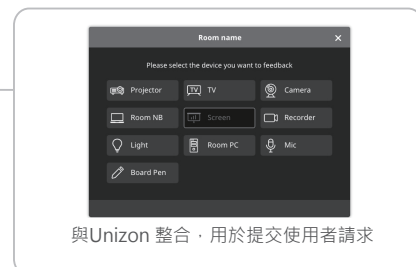 Room name
Please select the device you want to feedback
Projector TV Camera
Room NB Screen Recorder
Light Room PC Mic
Board Pen
與Unizon 整合，用於提交使用者請求